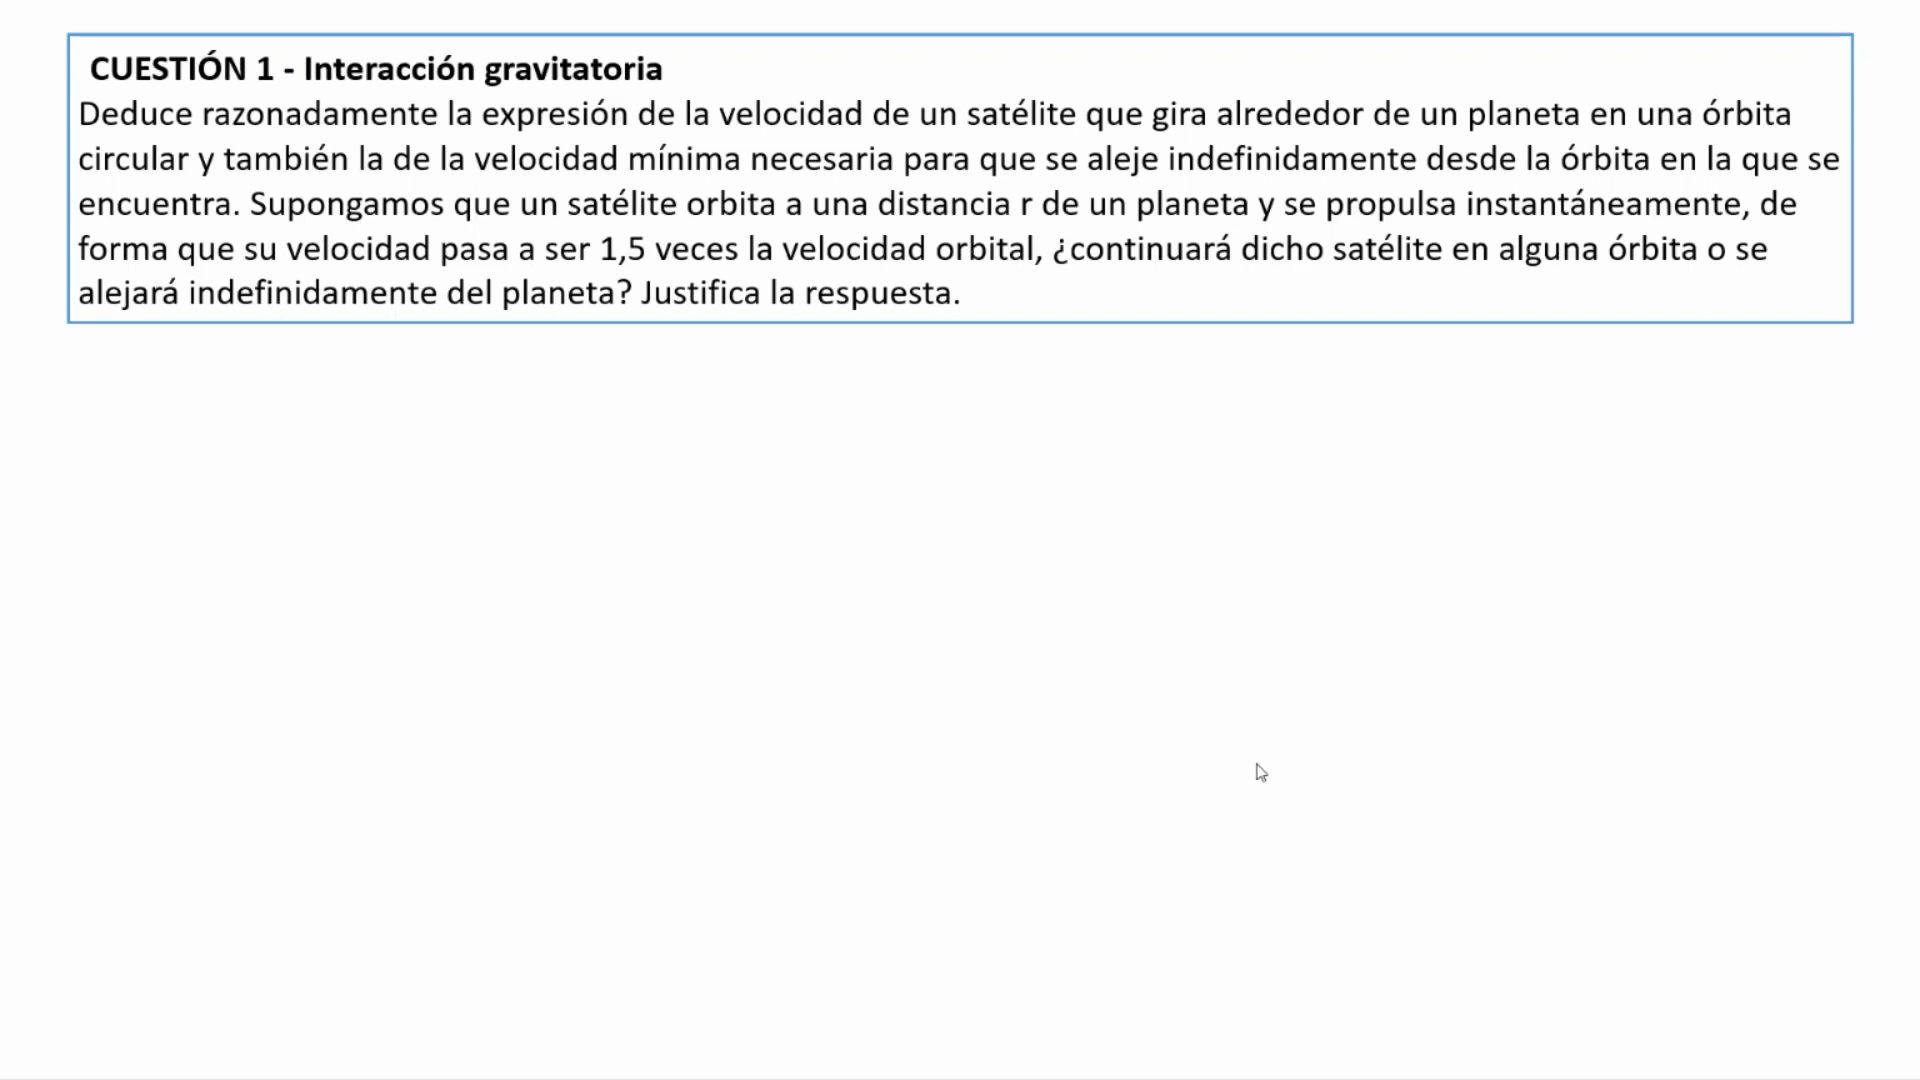 CUESTIÓN 1 - Interacción gravitatoria
Deduce razonadamente la expresión de la velocidad de un satélite que gira alrededor de un planeta en una órbita
circular y también la de la velocidad mínima necesaria para que se aleje indefinidamente desde la órbita en la que se
encuentra. Supongamos que un satélite orbita a una distancia r de un planeta y se propulsa instantáneamente, de
forma que su velocidad pasa a ser 1,5 veces la velocidad orbital, ¿continuará dicho satélite en alguna órbita o se
alejará indefinidamente del planeta? Justifica la respuesta.